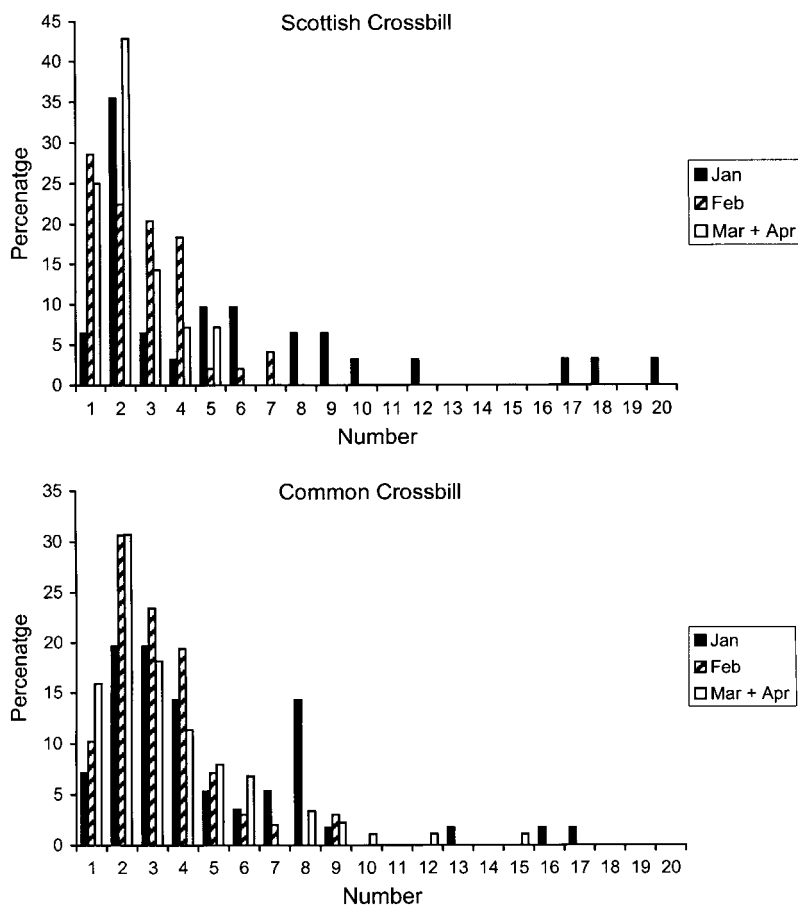 Scottish Crossbill
45
40
35
30
25
20
15
10
5
0
Percenatge
1 2 3 4 5 6 7 8 9 10 11 12 13 14 15 16 17 18 19 20
Number
Jan
Feb
Mar + Apr
Common Crossbill
35
30
25
20
15
10
5
0
Percenatge
1 2 3 4 5 6 7 8 9 10 11 12 13 14 15 16 17 18 19 20
Number
Jan
Feb
Mar + Apr